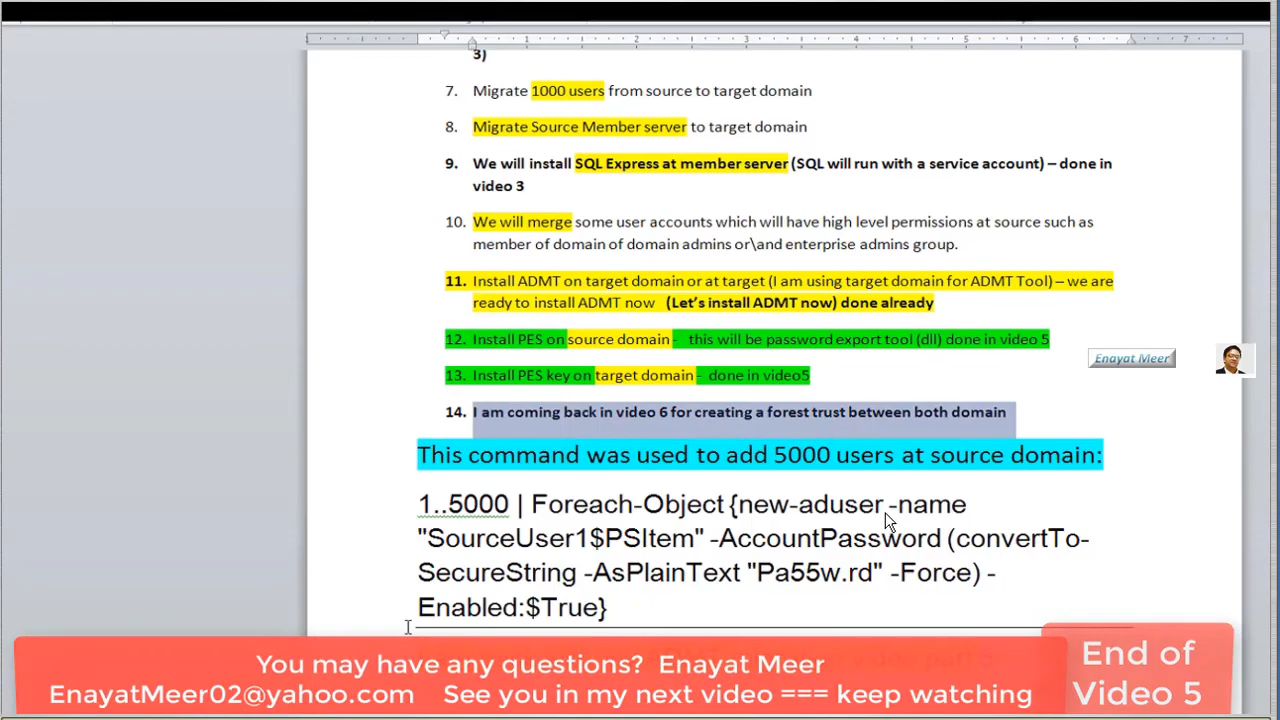 3)
7. Migrate 1000 users from source to target domain
8. Migrate Source Member server to target domain
9. We will install SQL Express at member server (SQL will run with a service account) – done in
video 3
10. We will merge some user accounts which will have high level permissions at source such as
member of domain of domain admins or\and enterprise admins group.
11. Install ADMT on target domain or at target (I am using target domain for ADMT Tool) – we are
ready to install ADMT now (Let's install ADMT now) done already
12. Install PES on source domain - this will be password export tool (dll) done in video 5
Enayat Meer
13. Install PES key on target domain - done in video5
14. I am coming back in video 6 for creating a forest trust between both domain
This command was used to add 5000 users at source domain:
1..5000 | Foreach-Object {new-aduser -name
"SourceUser1$PSItem" -AccountPassword (convertTo-
SecureString -AsPlainText "Pa55w.rd" -Force) -
Enabled:$True}
You may have any questions? Enayat Meer
EnayatMeer02@yahoo.com See you in my next video === keep watching
End of
Video 5